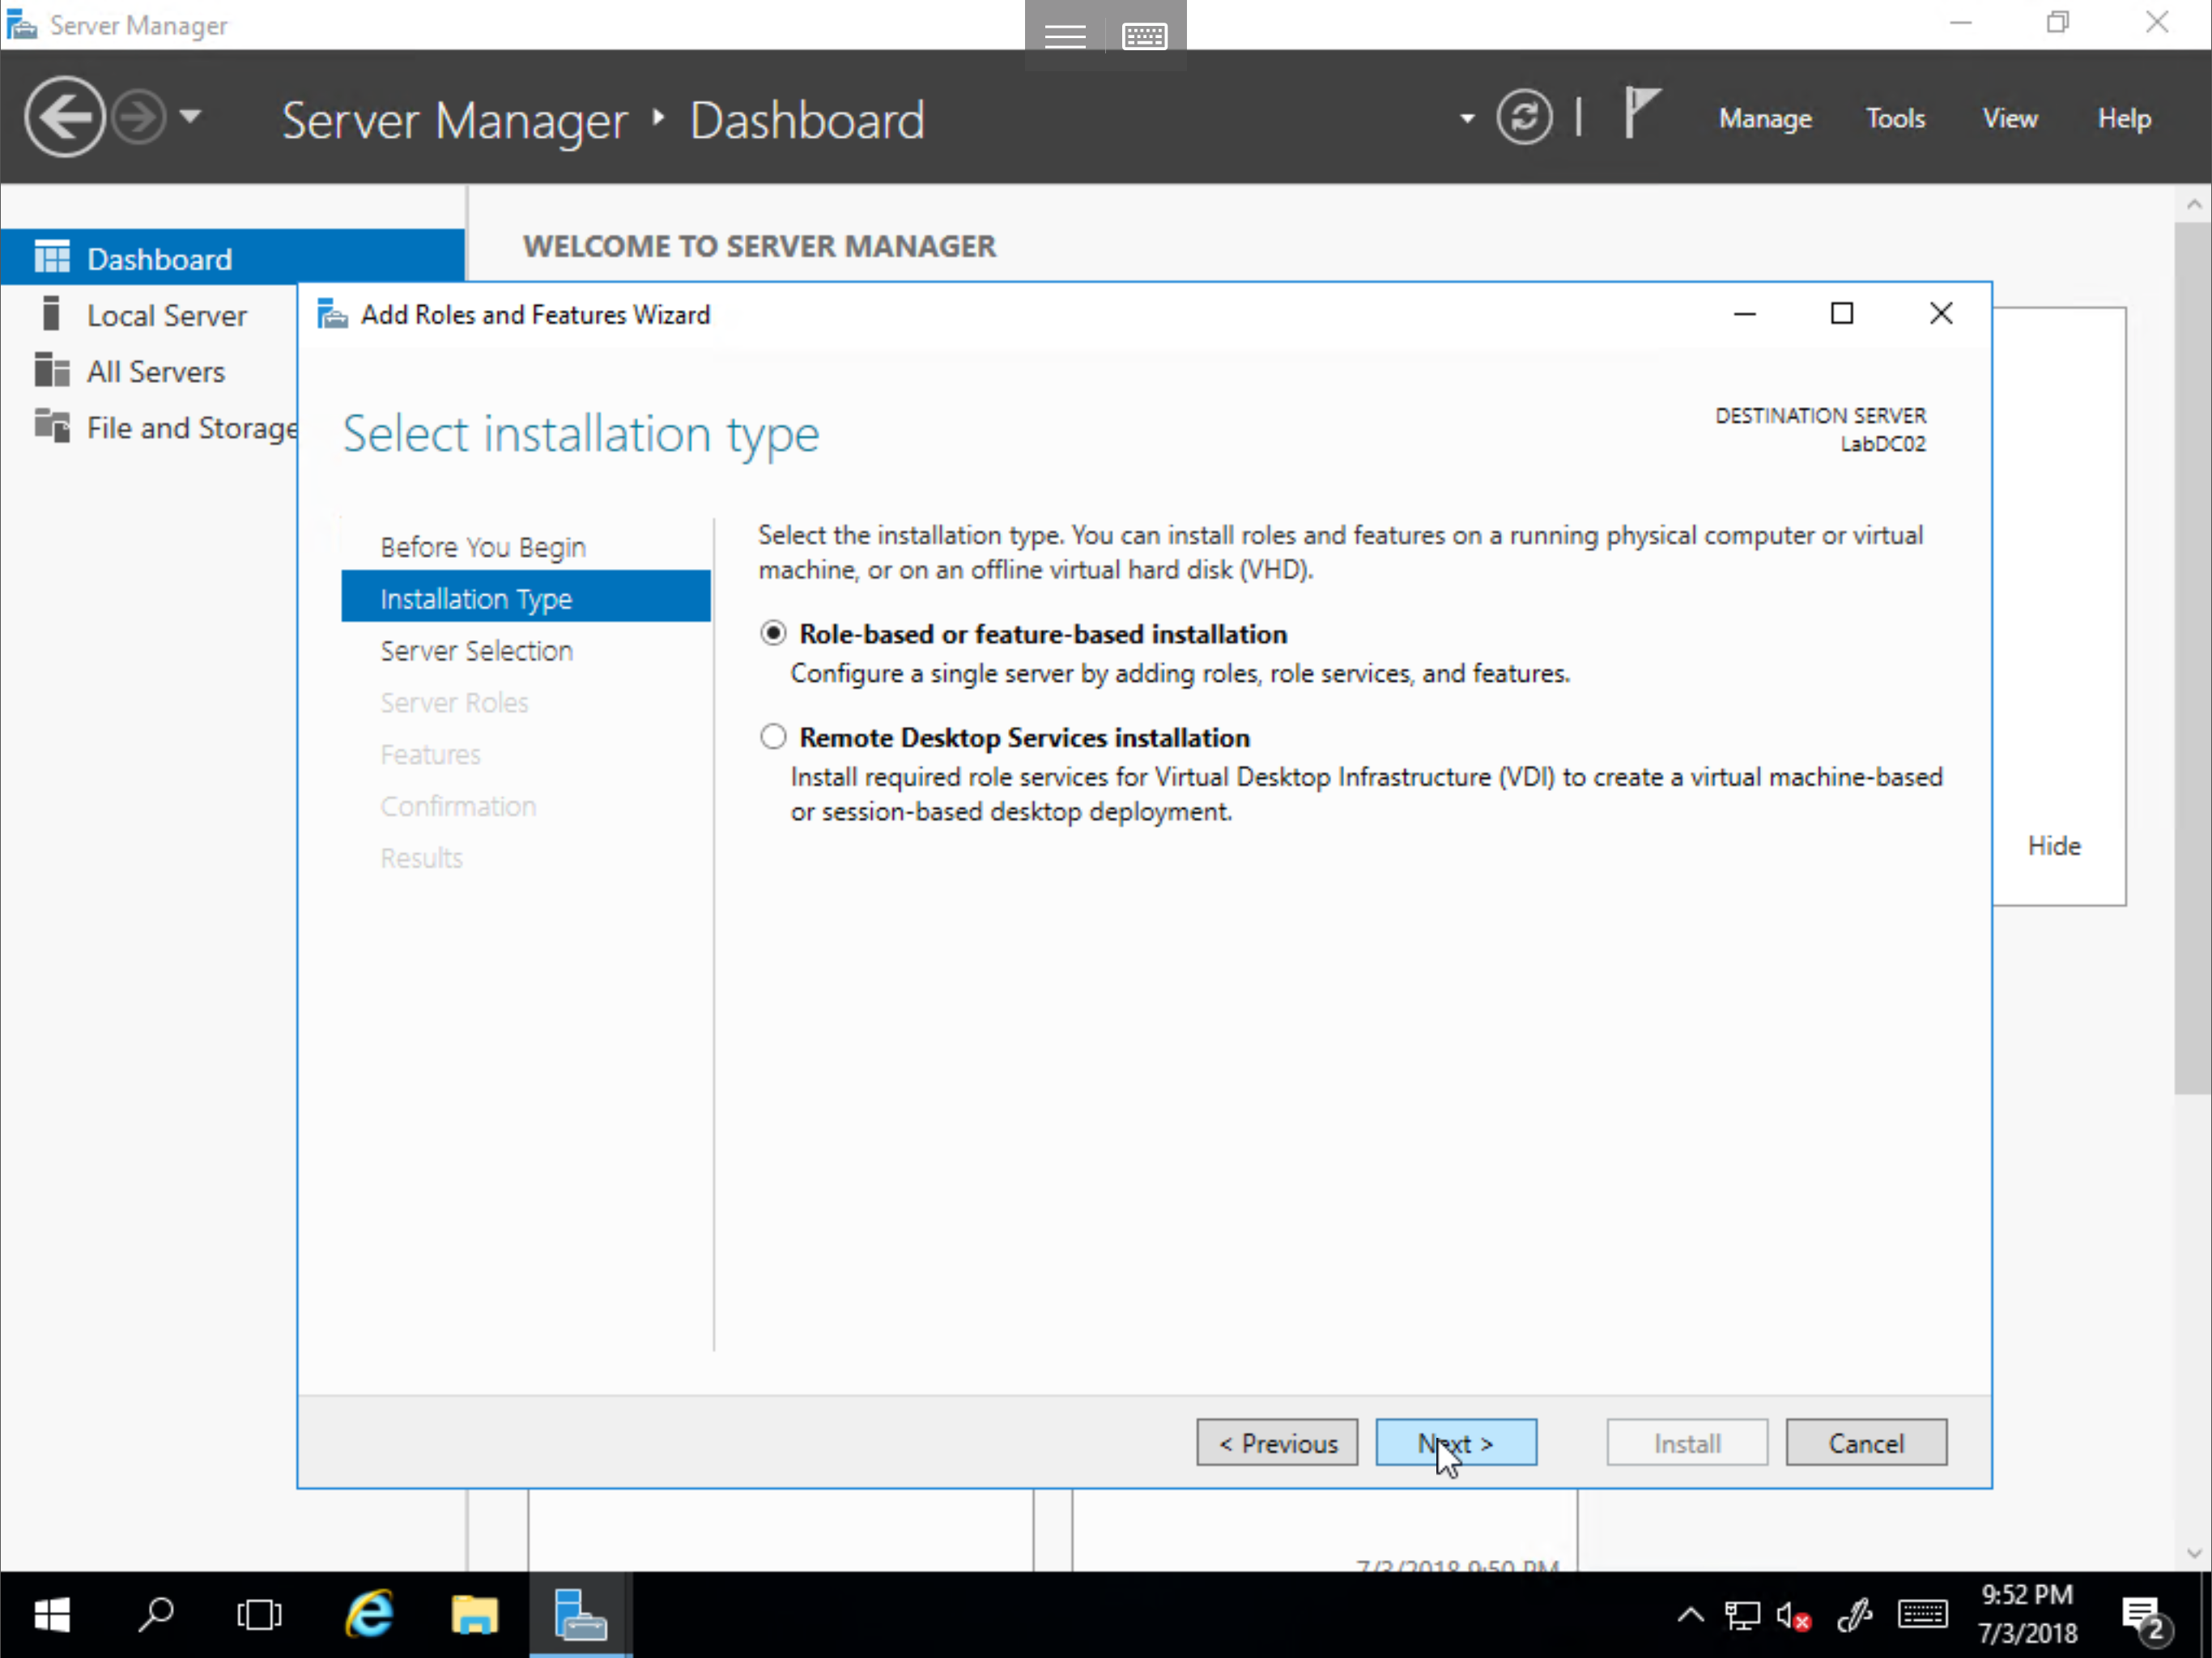 Server Manager
Server Manager ‣ Dashboard
Manage
Tools
View
Help
Dashboard
Local Server
All Servers
File and Storage
WELCOME TO SERVER MANAGER
Add Roles and Features Wizard
Select installation type
DESTINATION SERVER
LabDC02
Before You Begin
Installation Type
Server Selection
Server Roles
Features
Confirmation
Results
Select the installation type. You can install roles and features on a running physical computer or virtual
machine, or on an offline virtual hard disk (VHD).
Role-based or feature-based installation
Configure a single server by adding roles, role services, and features.
Remote Desktop Services installation
Install required role services for Virtual Desktop Infrastructure (VDI) to create a virtual machine-based
or session-based desktop deployment.
Hide
< Previous
Next >
Install
Cancel
7/3/2018 9:50 PM
9:52 PM
7/3/2018
2